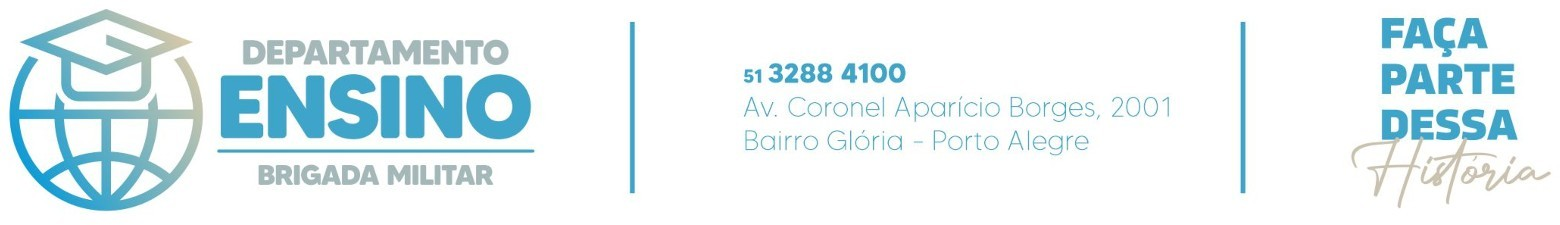 DEPARTAMENTO
ENSINO
BRIGADA MILITAR
51 3288 4100
Av. Coronel Aparício Borges, 2001
Bairro Glória - Porto Alegre
FAÇA
PARTE
DESSA
História